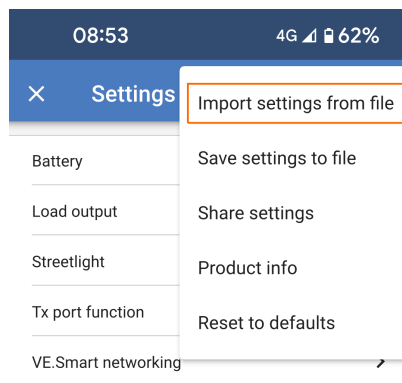 08:53 4G 62%
Settings
Import settings from file
Save settings to file
Share settings
Product info
Reset to defaults
Battery
Load output
Streetlight
Tx port function
VE.Smart networking